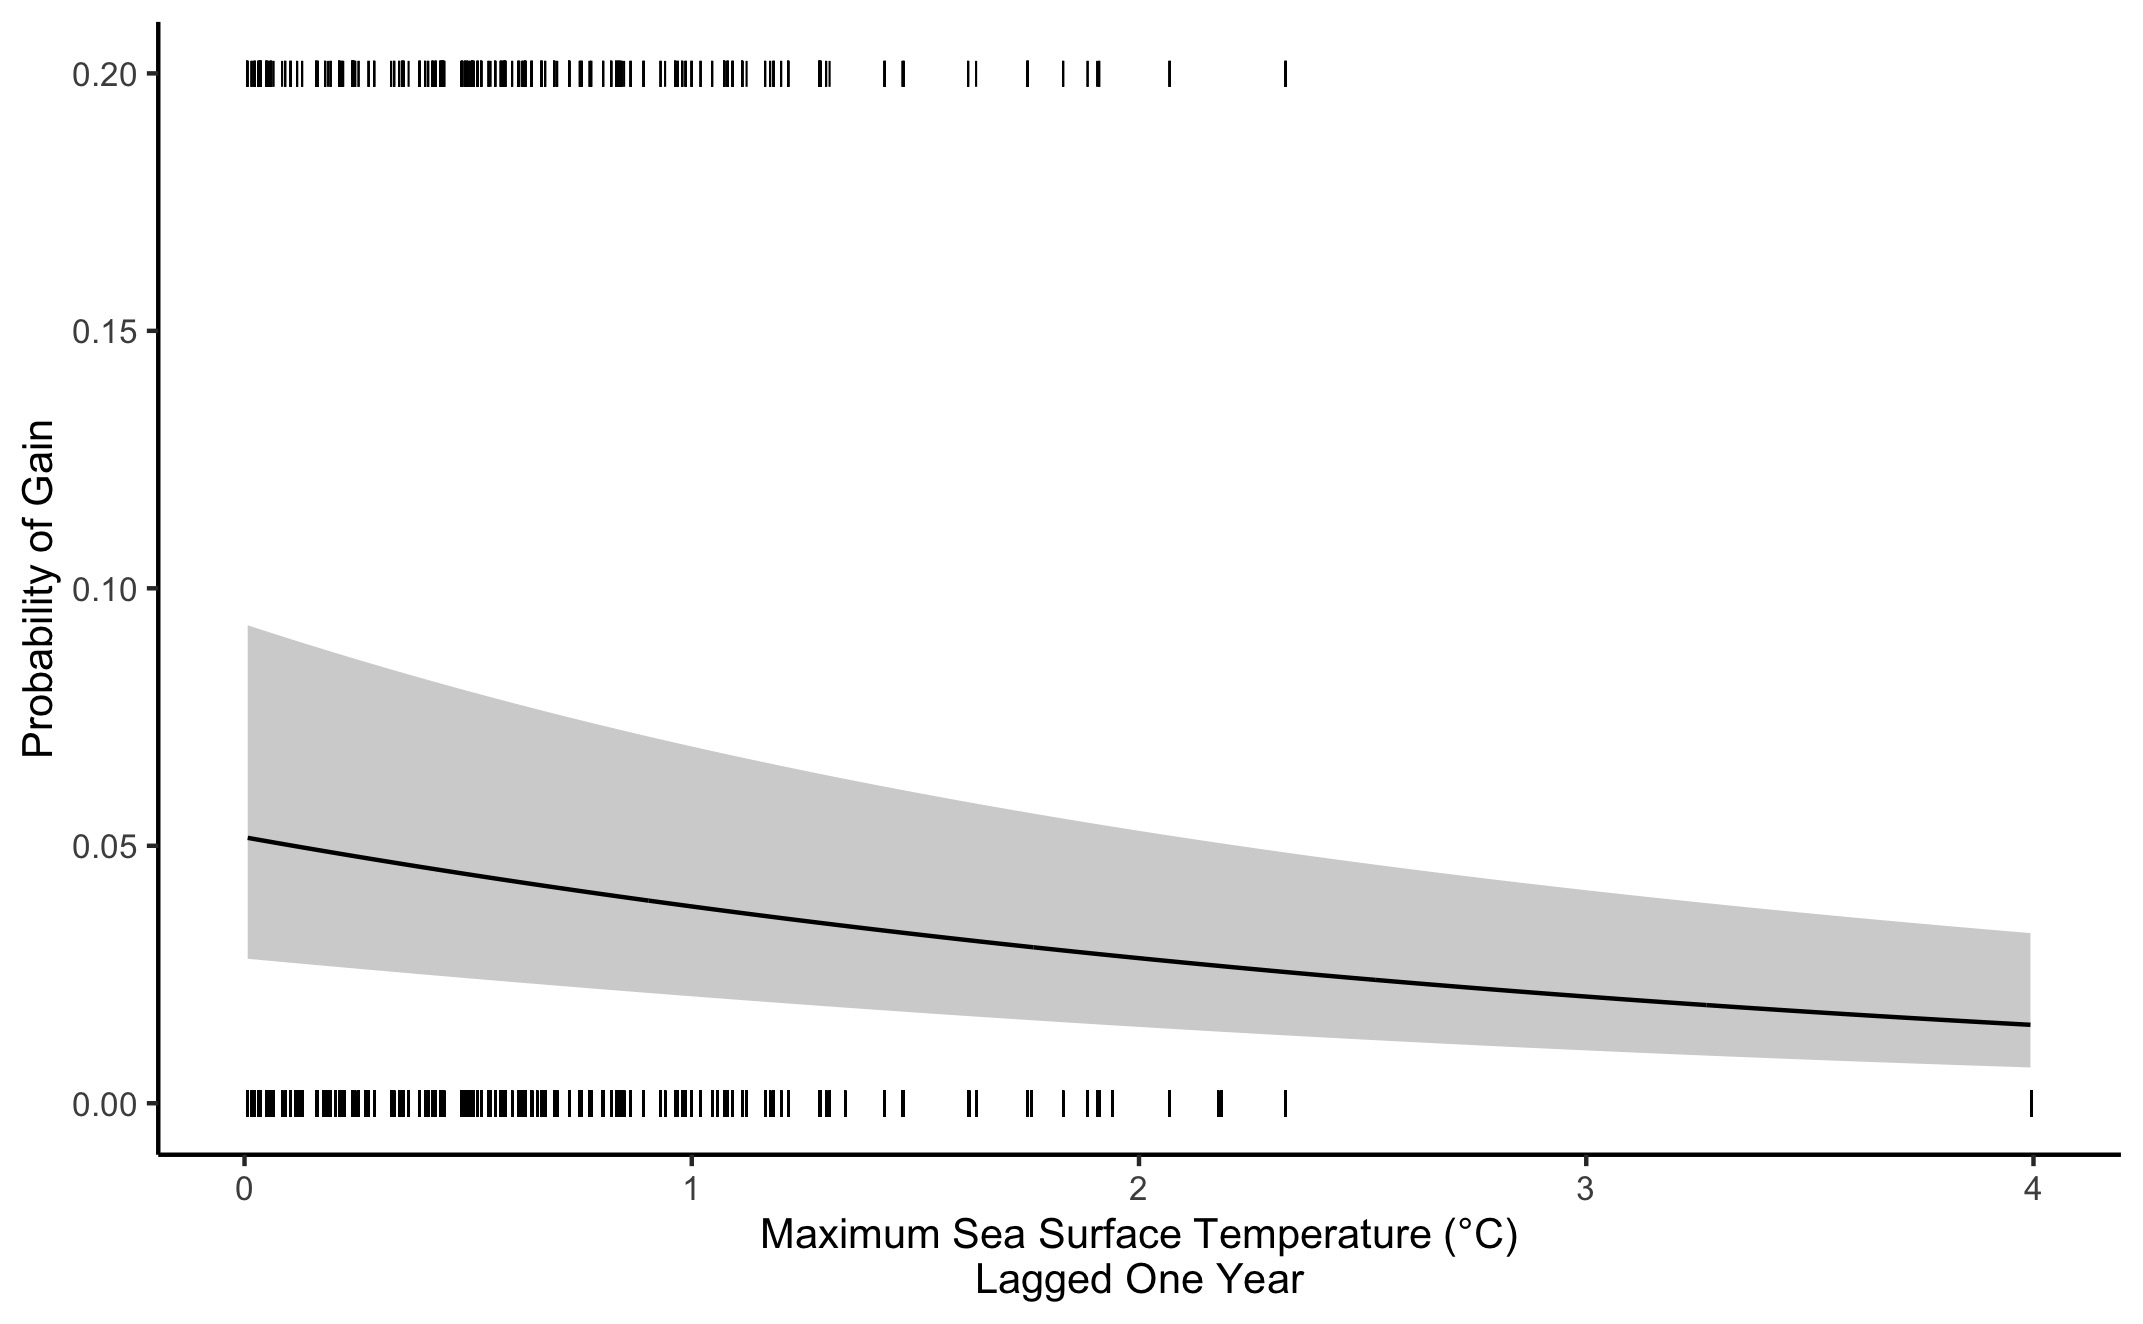 0.20
0.15
0.10
0.05
0.00
Probability of Gain
0 1 2 3 4
Maximum Sea Surface Temperature (°C)
Lagged One Year